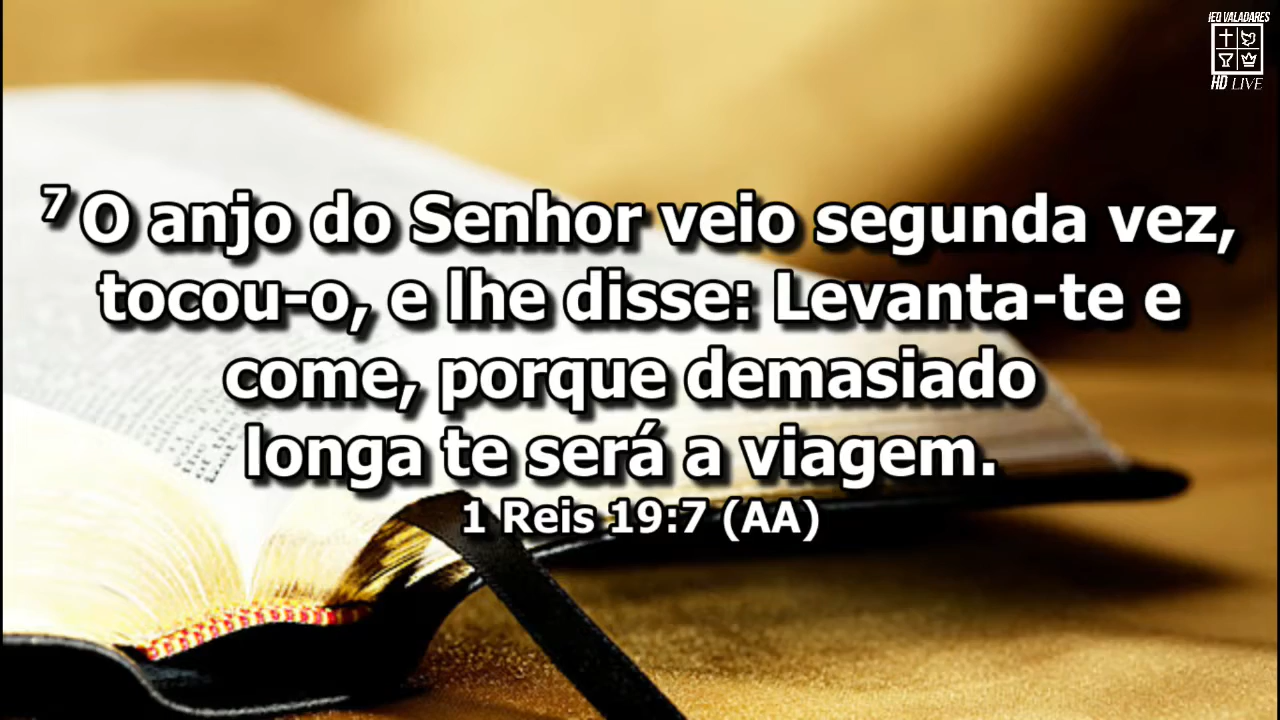 IEQ VALADARES
HD LIVE
7 O anjo do Senhor veio segunda vez,
tocou-o, e lhe disse: Levanta-te e
come, porque demasiado
longa te será a viagem.
1 Reis 19:7 (AA)